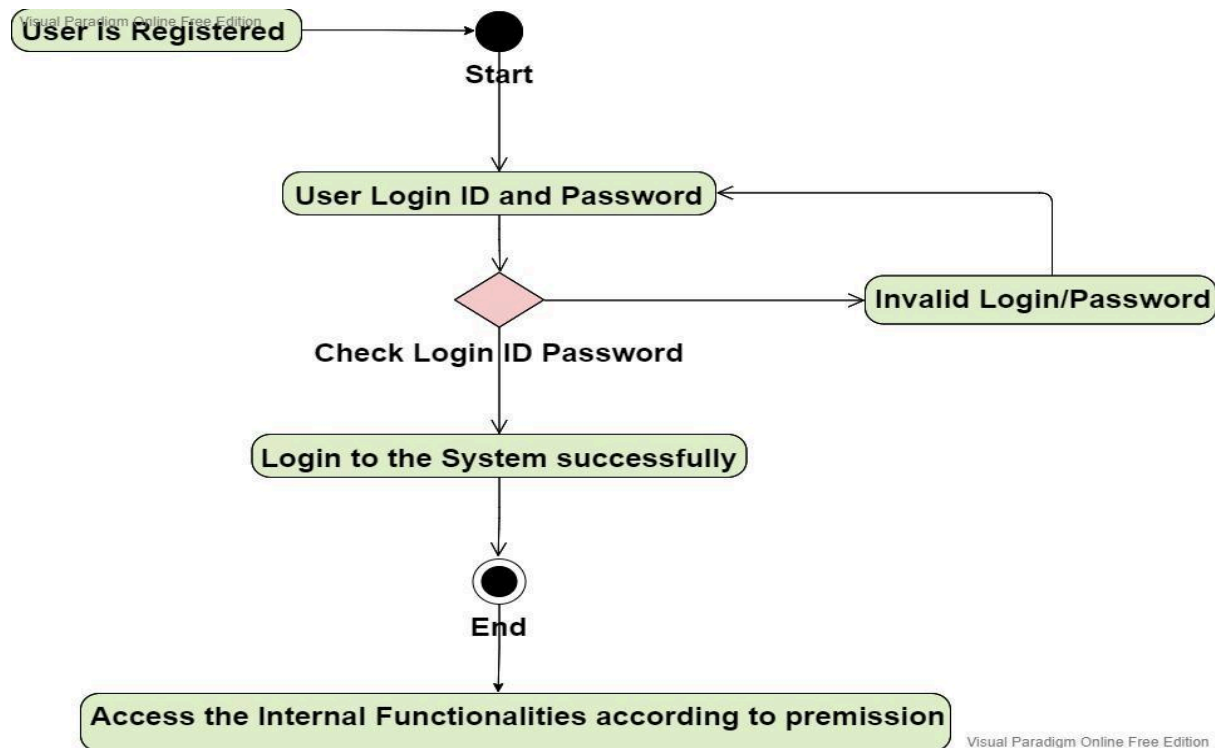 Visual Paradigm Online Free Edition
User is Registered
Start
User Login ID and Password
Invalid Login/Password
Check Login ID Password
Login to the System successfully
End
Access the Internal Functionalities according to premission
Visual Paradigm Online Free Edition